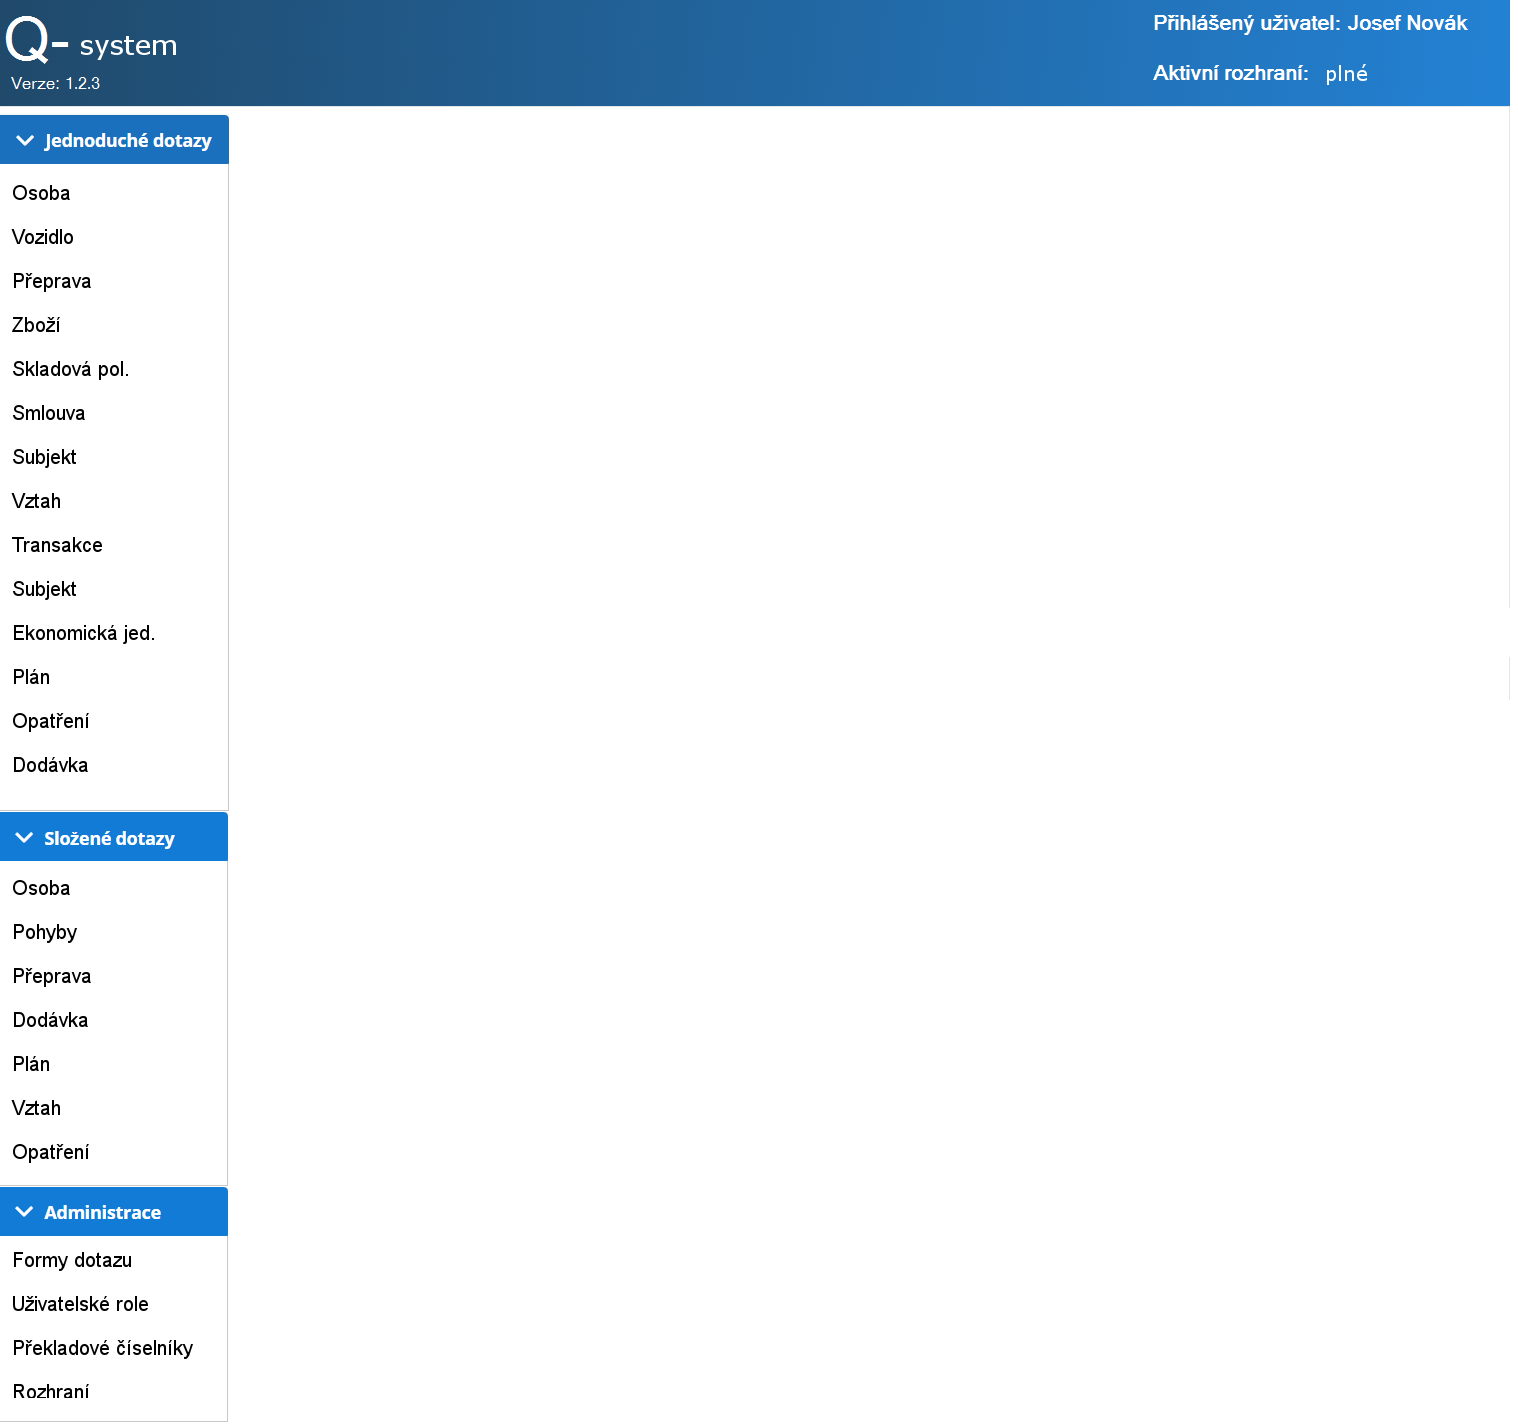 Q- system
Verze: 1.2.3
Přihlášený uživatel: Josef Novák
Aktivní rozhraní: plné
Jednoduché dotazy
Osoba
Vozidlo
Přeprava
Zboží
Skladová pol.
Smlouva
Subjekt
Vztah
Transakce
Subjekt
Ekonomická jed.
Plán
Opatření
Dodávka
Složené dotazy
Osoba
Pohyby
Přeprava
Dodávka
Plán
Vztah
Opatření
Administrace
Formy dotazu
Uživatelské role
Překladové číselníky
Rozhraní